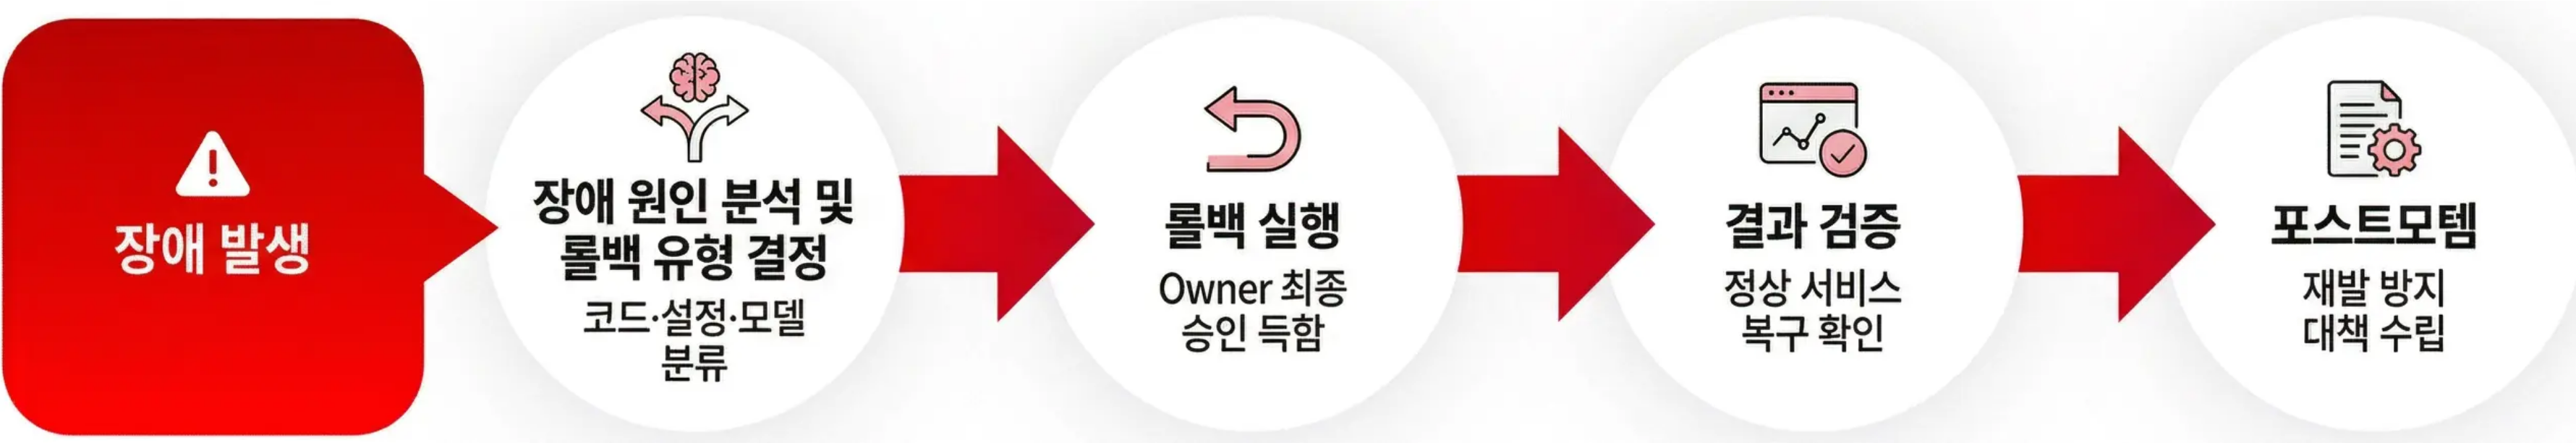 장애 발생
장애 원인 분석 및
롤백 유형 결정
코드·설정·모델
분류
롤백 실행
Owner 최종
승인 득함
결과 검증
정상 서비스
복구 확인
포스트모템
재발 방지
대책 수립